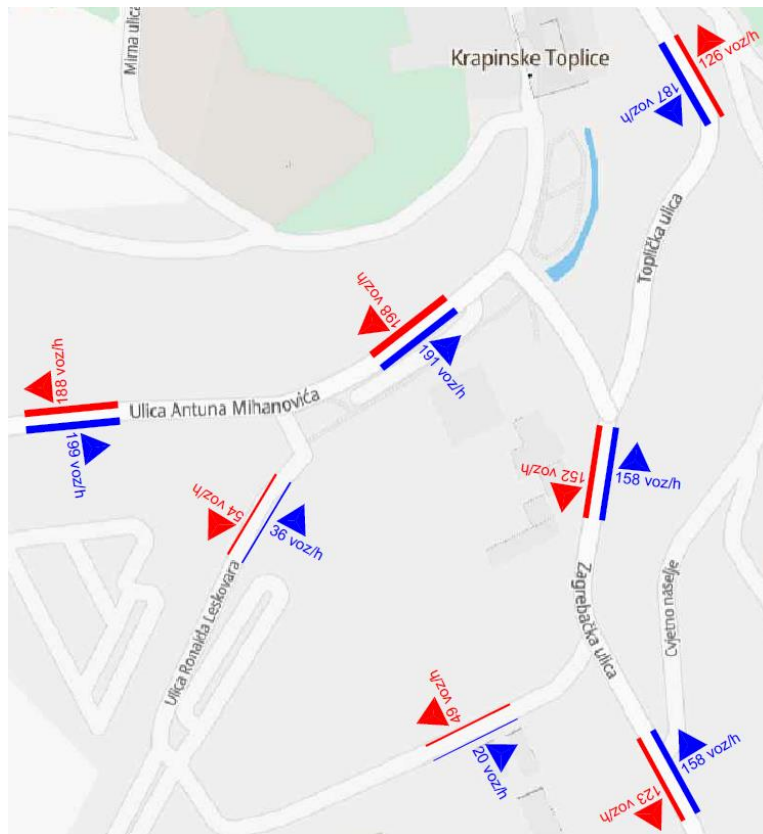 Mirna ulica
Krapinske Toplice
126 voz/h
187 voz/h
Toplička ulica
198 voz/h
191 voz/h
188 voz/h
Ulica Antuna Mihanovića
199 voz/h
152 voz/h
158 voz/h
54 voz/h
36 voz/h
Ulica Ronalda Leskovara
Zagrebačka ulica
Cvjetno naselje
49 voz/h
20 voz/h
158 voz/h
123 voz/h